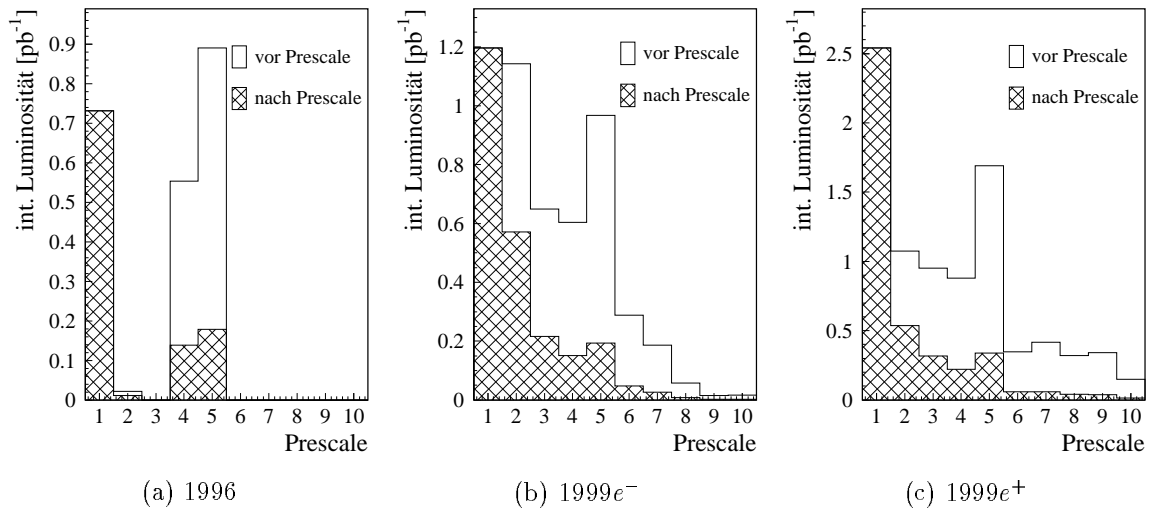 int. Luminosität [pb⁻¹]
0.9
0.8
0.7
0.6
0.5
0.4
0.3
0.2
0.1
0
vor Prescale
nach Prescale
1 2 3 4 5 6 7 8 9 10
Prescale
(a) 1996
int. Luminosität [pb⁻¹]
1.2
1
0.8
0.6
0.4
0.2
0
vor Prescale
nach Prescale
1 2 3 4 5 6 7 8 9 10
Prescale
(b) 1999e⁻
int. Luminosität [pb⁻¹]
2.5
2
1.5
1
0.5
0
vor Prescale
nach Prescale
1 2 3 4 5 6 7 8 9 10
Prescale
(c) 1999e⁺